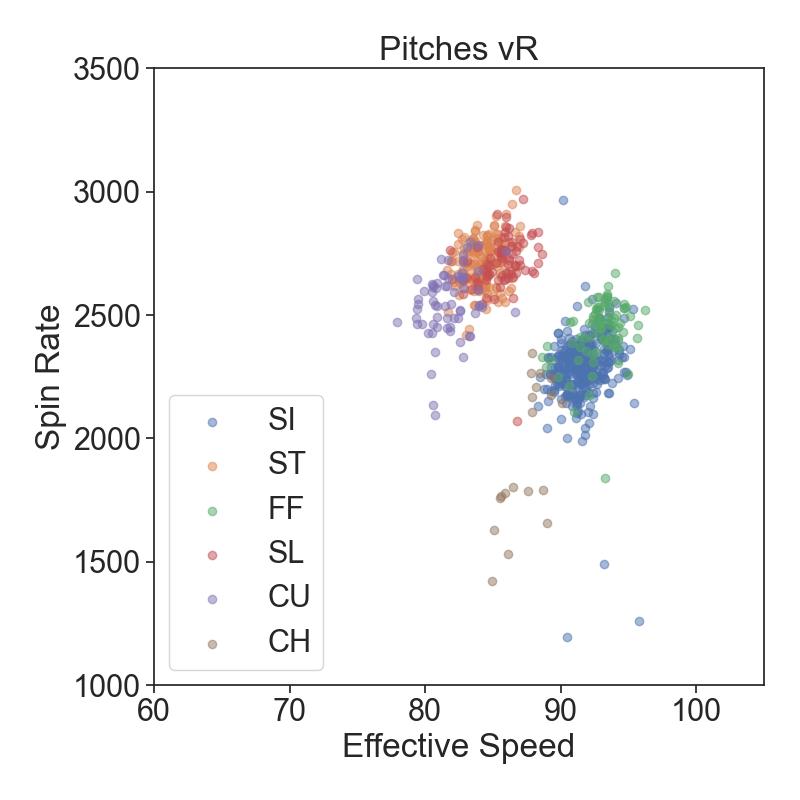 Pitches vR
3500
3000
2500
2000
1500
1000
Spin Rate
SI
ST
FF
SL
CU
CH
60 70 80 90 100
Effective Speed